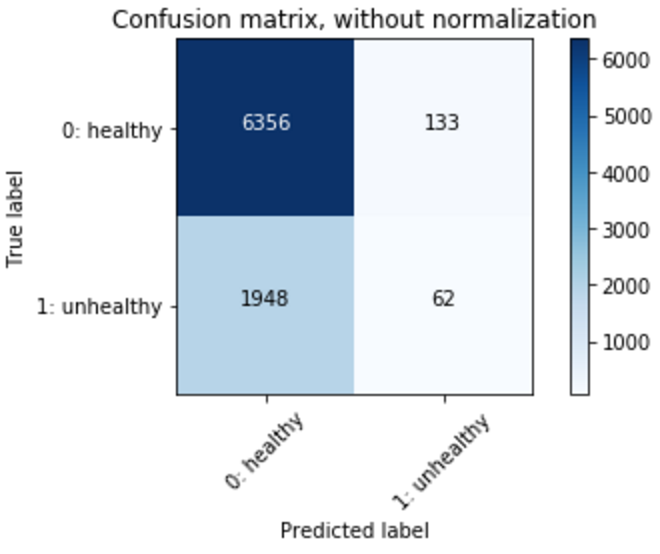 Confusion matrix, without normalization
True label
0: healthy
1: unhealthy
6356 133
1948 62
0: healthy
1: unhealthy
Predicted label
6000
5000
4000
3000
2000
1000